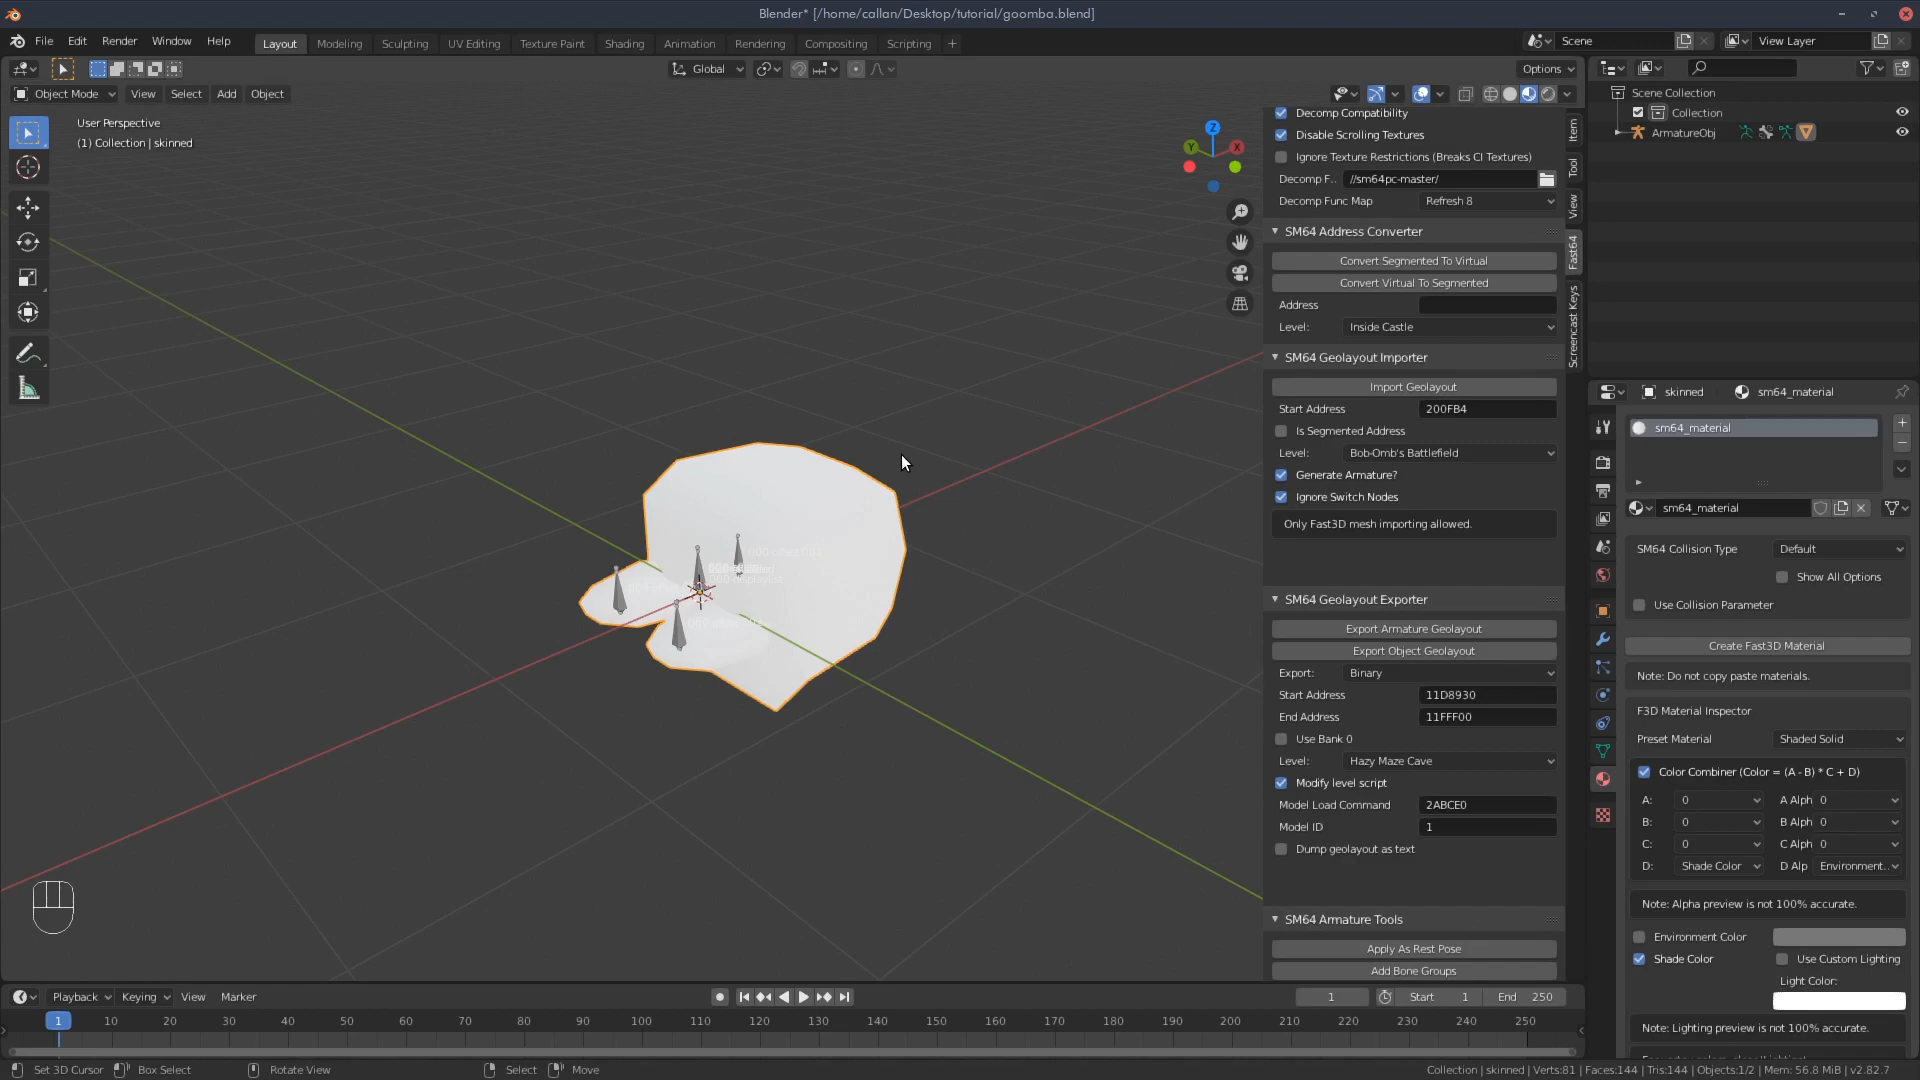 Blender* [/home/callan/Desktop/tutorial/goomba.blend]
File Edit Render Window Help
Layout Modeling Sculpting UV Editing Texture Paint Shading Animation Rendering Compositing Scripting +
Scene
View Layer
Global
Options
Object Mode View Select Add Object
User Perspective
(1) Collection | skinned
Z
Y
X
Decomp Compatibility
Disable Scrolling Textures
Ignore Texture Restrictions (Breaks CI Textures)
Decomp F.. //sm64pc-master/
Decomp Func Map Refresh 8
SM64 Address Converter
Convert Segmented To Virtual
Convert Virtual To Segmented
Address
Level: Inside Castle
SM64 Geolayout Importer
Import Geolayout
Start Address 200FB4
Is Segmented Address
Level: Bob-Omb's Battlefield
Generate Armature?
Ignore Switch Nodes
Only Fast3D mesh importing allowed.
SM64 Geolayout Exporter
Export Armature Geolayout
Export Object Geolayout
Export: Binary
Start Address 11D8930
End Address 11FFF00
Use Bank 0
Level: Hazy Maze Cave
Modify level script
Model Load Command 2ABCE0
Model ID 1
Dump geolayout as text
SM64 Armature Tools
Apply As Rest Pose
Add Bone Groups
Item
Tool
View
Fast64
Screencast Keys
Scene Collection
Collection
ArmatureObj
skinned sm64_material
sm64_material
sm64_material
SM64 Collision Type Default
Show All Options
Use Collision Parameter
Create Fast3D Material
Note: Do not copy paste materials.
F3D Material Inspector
Preset Material Shaded Solid
Color Combiner (Color = (A - B) * C + D)
A: 0 A Alph 0
B: 0 B Alph 0
C: 0 C Alph 0
D: Shade Color D Alp Environment..
Note: Alpha preview is not 100% accurate.
Environment Color
Shade Color Use Custom Lighting
Light Color:
Note: Lighting preview is not 100% accurate.
Playback Keying View Marker
1 Start 1 End 250
1 10 20 30 40 50 60 70 80 90 100 110 120 130 140 150 160 170 180 190 200 210 220 230 240 250
Set 3D Cursor Box Select Rotate View Select Move
Collection | skinned | Verts:81 | Faces:144 | Tris:144 | Objects:1/2 | Mem: 56.8 MiB | v2.82.7